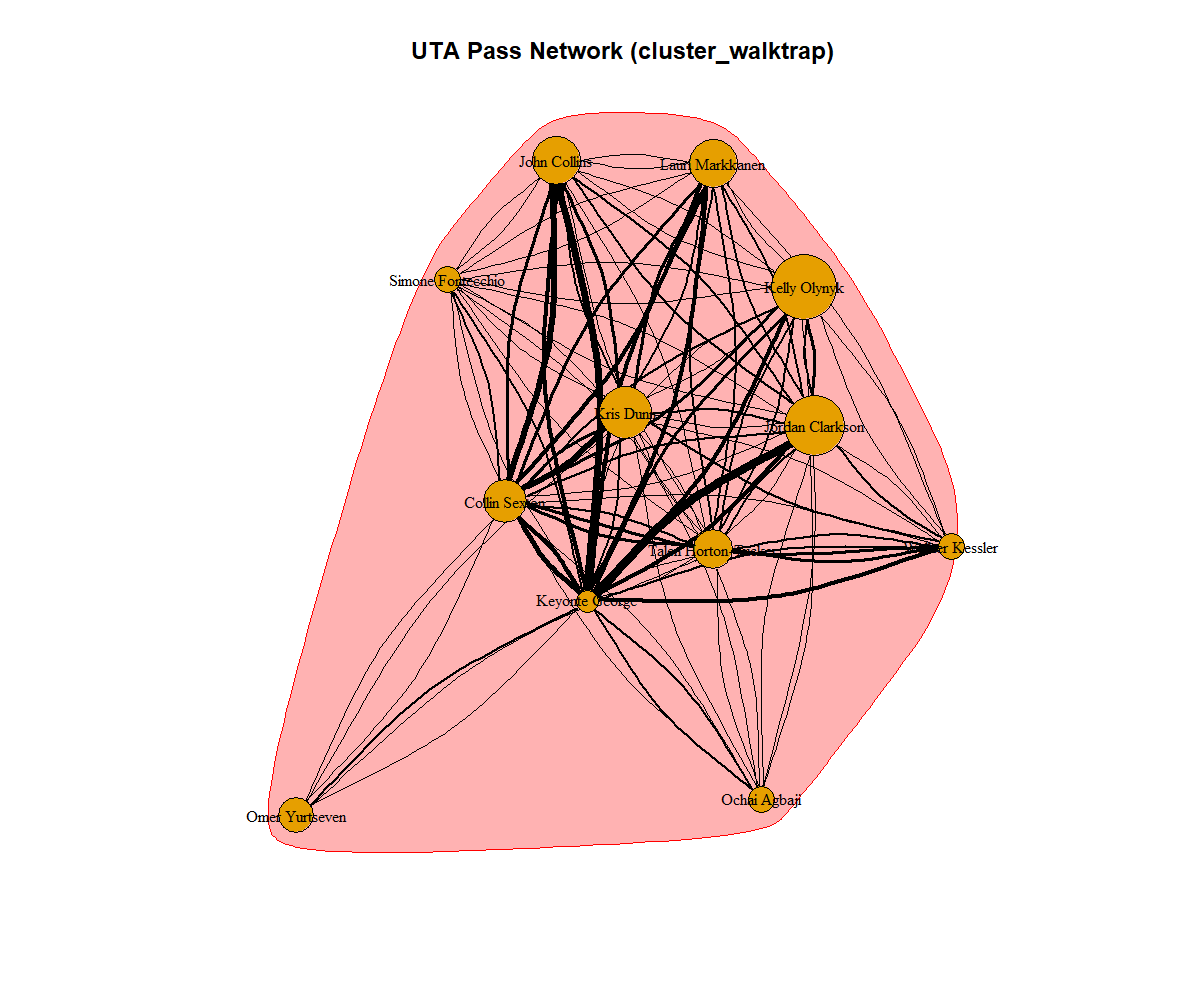 UTA Pass Network (cluster_walktrap)
John Collins
Lauri Markkanen
Simone Fontecchio
Kelly Olynyk
Kris Dunn
Jordan Clarkson
Collin Sexton
Talen Horton-Tucker
Walker Kessler
Keyonte George
Ochai Agbaji
Omer Yurtseven